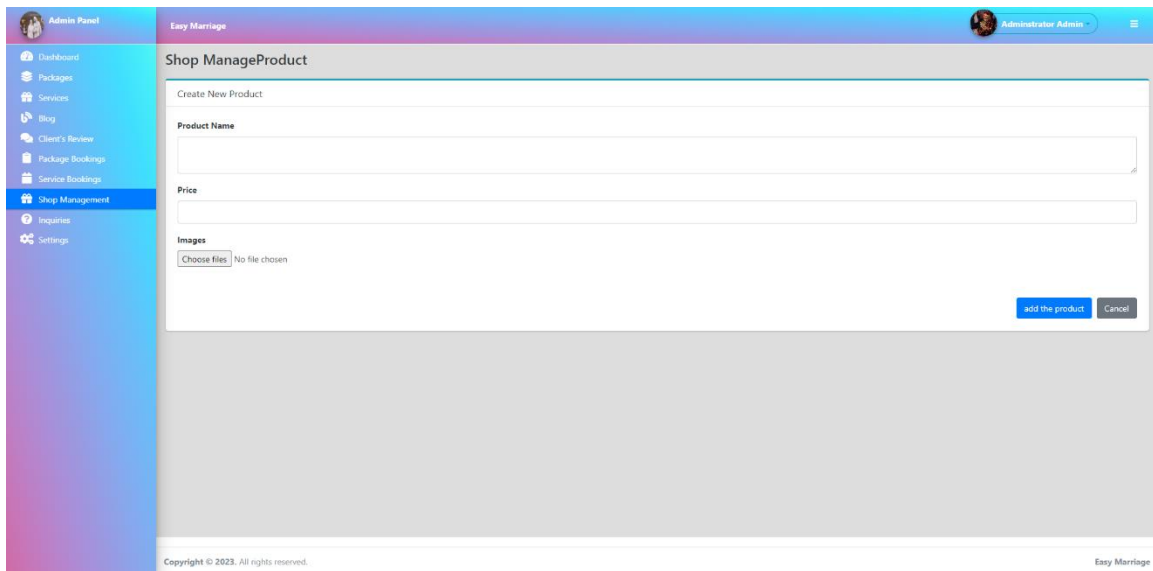 Admin Panel
Easy Marriage
Adminstrator Admin
Dashboard
Packages
Services
Blog
Client's Review
Package Bookings
Service Bookings
Shop Management
Inquiries
Settings
Shop ManageProduct
Create New Product
Product Name
Price
Images
Choose files No file chosen
add the product Cancel
Copyright © 2023. All rights reserved. Easy Marriage